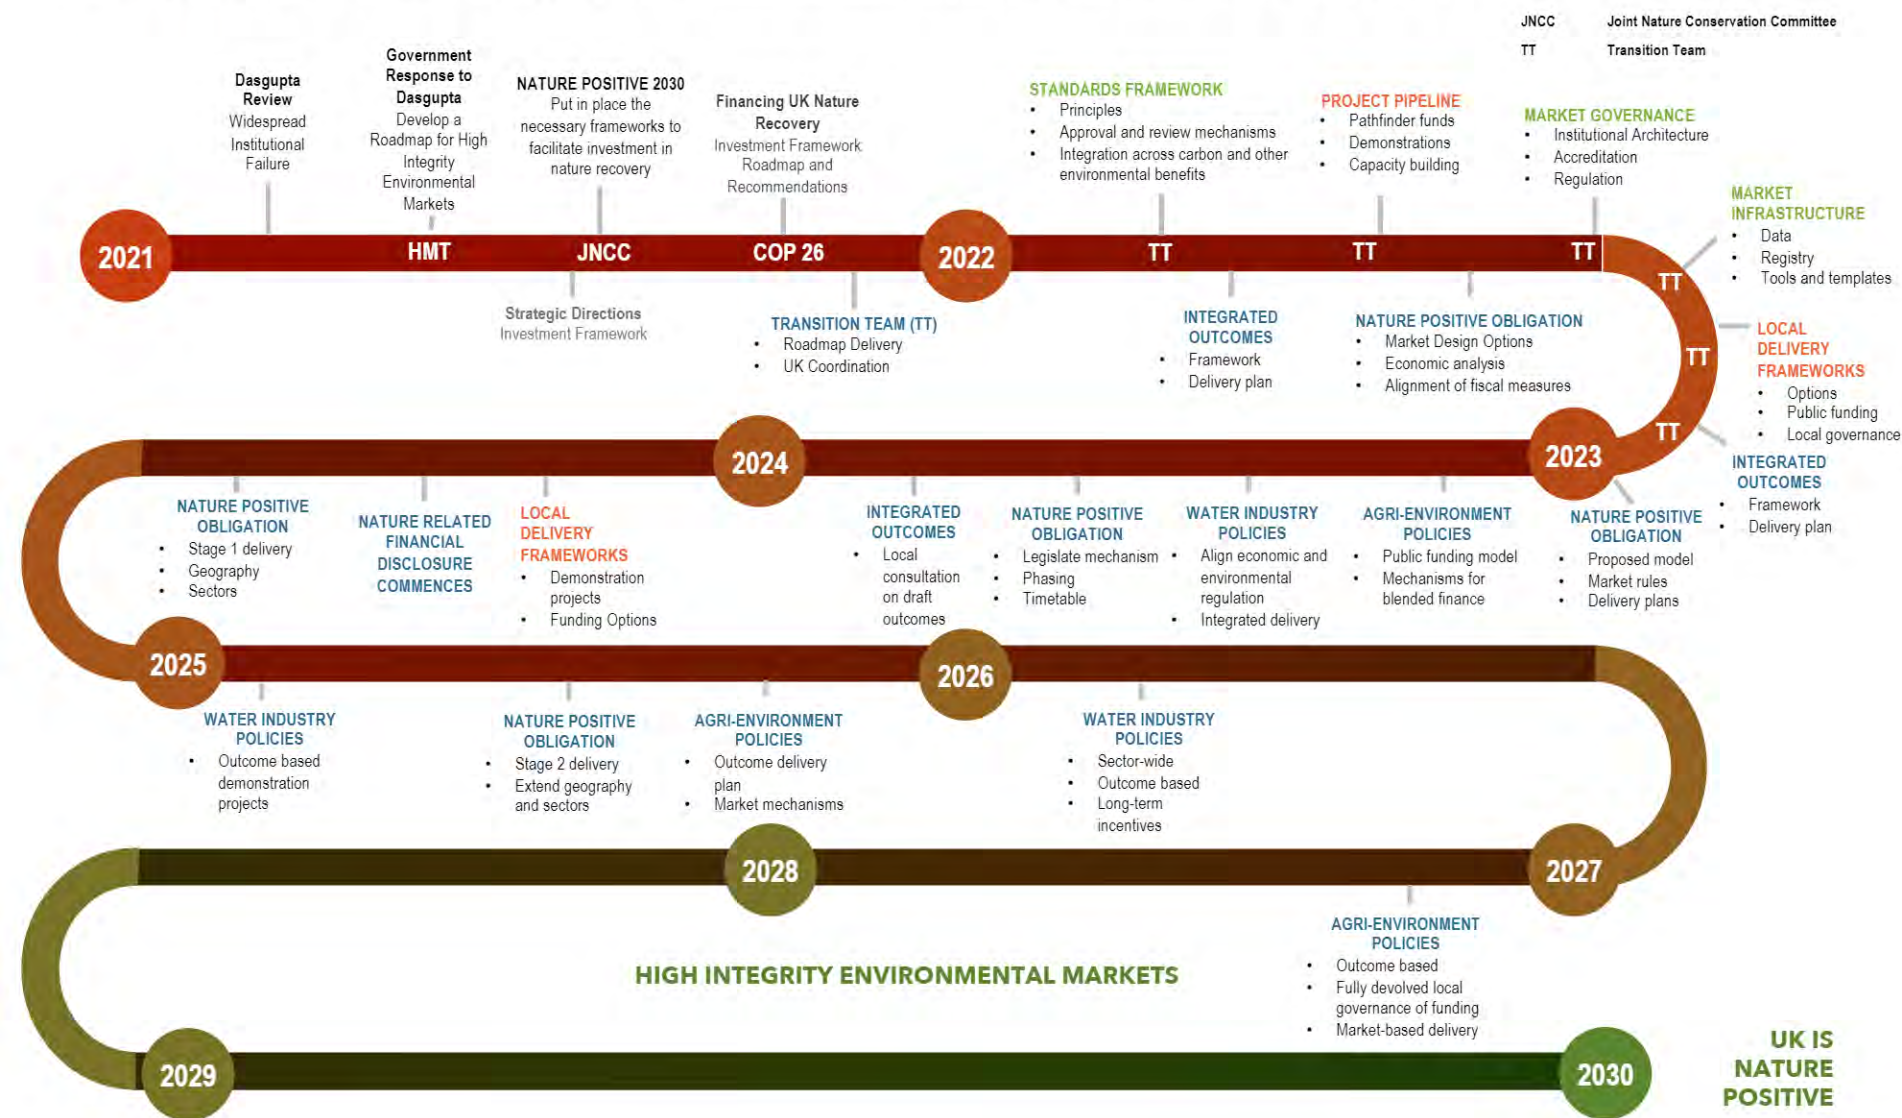 JNCC Joint Nature Conservation Committee
TT Transition Team
Dasgupta
Review
Widespread
Institutional
Failure
Government
Response to
Dasgupta
Develop a
Roadmap for High
Integrity
Environmental
Markets
NATURE POSITIVE 2030
Put in place the
necessary frameworks to
facilitate investment in
nature recovery
Financing UK Nature
Recovery
Investment Framework
Roadmap and
Recommendations
STANDARDS FRAMEWORK
• Principles
• Approval and review mechanisms
• Integration across carbon and other
environmental benefits
PROJECT PIPELINE
• Pathfinder funds
• Demonstrations
• Capacity building
MARKET GOVERNANCE
• Institutional Architecture
• Accreditation
• Regulation
MARKET
INFRASTRUCTURE
• Data
• Registry
• Tools and templates
2021
HMT
JNCC
COP 26
2022
TT
TT
TT
TT
TT
TT
Strategic Directions
Investment Framework
TRANSITION TEAM (TT)
• Roadmap Delivery
• UK Coordination
INTEGRATED
OUTCOMES
• Framework
• Delivery plan
NATURE POSITIVE OBLIGATION
• Market Design Options
• Economic analysis
• Alignment of fiscal measures
LOCAL
DELIVERY
FRAMEWORKS
• Options
• Public funding
• Local governance
INTEGRATED
OUTCOMES
• Framework
• Delivery plan
2023
2024
NATURE POSITIVE
OBLIGATION
• Proposed model
• Market rules
• Delivery plans
AGRI-ENVIRONMENT
POLICIES
• Public funding model
• Mechanisms for
blended finance
WATER INDUSTRY
POLICIES
• Align economic and
environmental
regulation
• Integrated delivery
NATURE POSITIVE
OBLIGATION
• Legislate mechanism
• Phasing
• Timetable
INTEGRATED
OUTCOMES
• Local
consultation
on draft
outcomes
LOCAL
DELIVERY
FRAMEWORKS
• Demonstration
projects
• Funding Options
NATURE RELATED
FINANCIAL
DISCLOSURE
COMMENCES
NATURE POSITIVE
OBLIGATION
• Stage 1 delivery
• Geography
• Sectors
2025
2026
WATER INDUSTRY
POLICIES
• Outcome based
demonstration
projects
NATURE POSITIVE
OBLIGATION
• Stage 2 delivery
• Extend geography
and sectors
AGRI-ENVIRONMENT
POLICIES
• Outcome delivery
plan
• Market mechanisms
WATER INDUSTRY
POLICIES
• Sector-wide
• Outcome based
• Long-term
incentives
2027
2028
AGRI-ENVIRONMENT
POLICIES
• Outcome based
• Fully devolved local
governance of funding
• Market-based delivery
HIGH INTEGRITY ENVIRONMENTAL MARKETS
2029
2030
UK IS
NATURE
POSITIVE